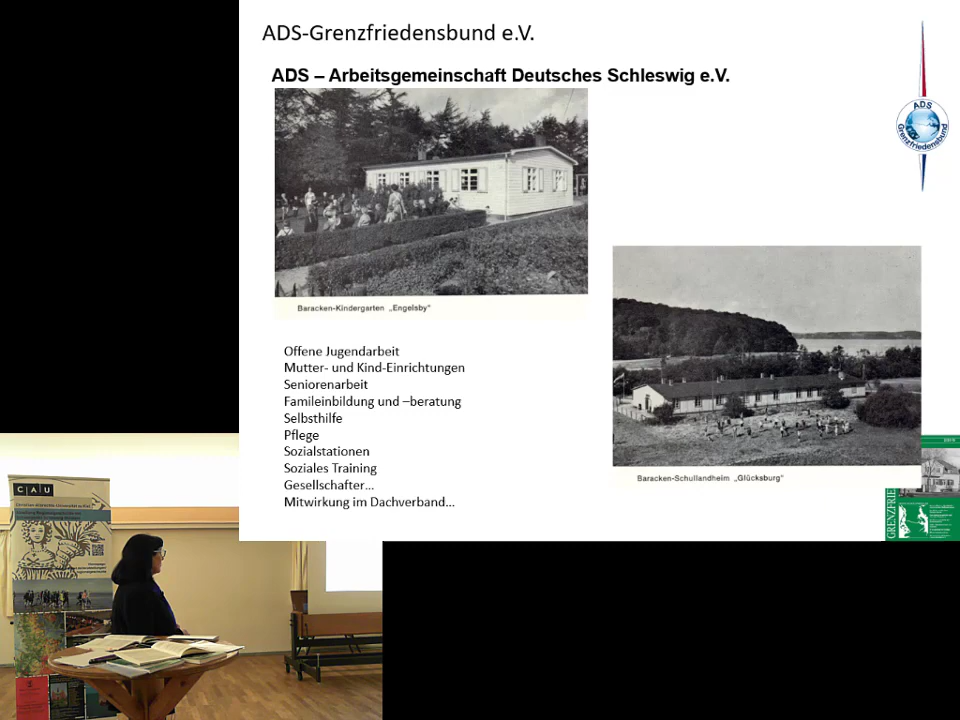 ADS-Grenzfriedensbund e.V.
ADS – Arbeitsgemeinschaft Deutsches Schleswig e.V.
ADS
Grenzfriedensbund
Baracken-Kindergarten „Engelsby"
Offene Jugendarbeit
Mutter- und Kind-Einrichtungen
Seniorenarbeit
Famileinbildung und –beratung
Selbsthilfe
Pflege
Sozialstationen
Soziales Training
Gesellschafter…
Mitwirkung im Dachverband…
Baracken-Schullandheim „Glücksburg"
GRENZFRIE
C A U